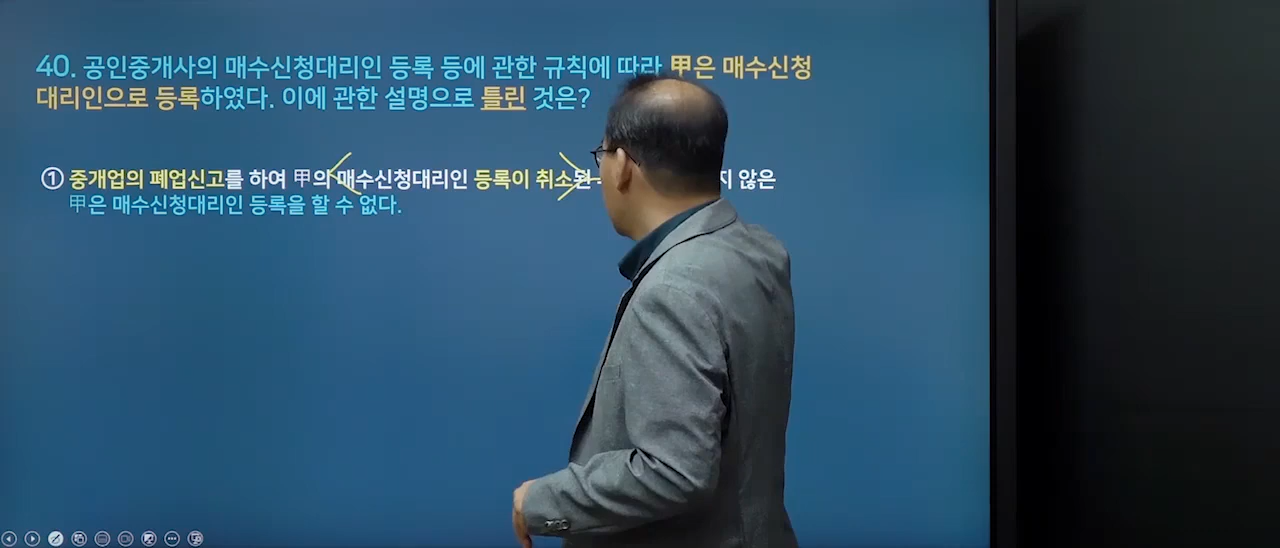 40. 공인중개사의 매수신청대리인 등록 등에 관한 규칙에 따라 甲은 매수신청
대리인으로 등록하였다. 이에 관한 설명으로 틀린 것은?
① 중개업의 폐업신고를 하여 甲의 매수신청대리인 등록이 취소된 지 않은
甲은 매수신청대리인 등록을 할 수 없다.